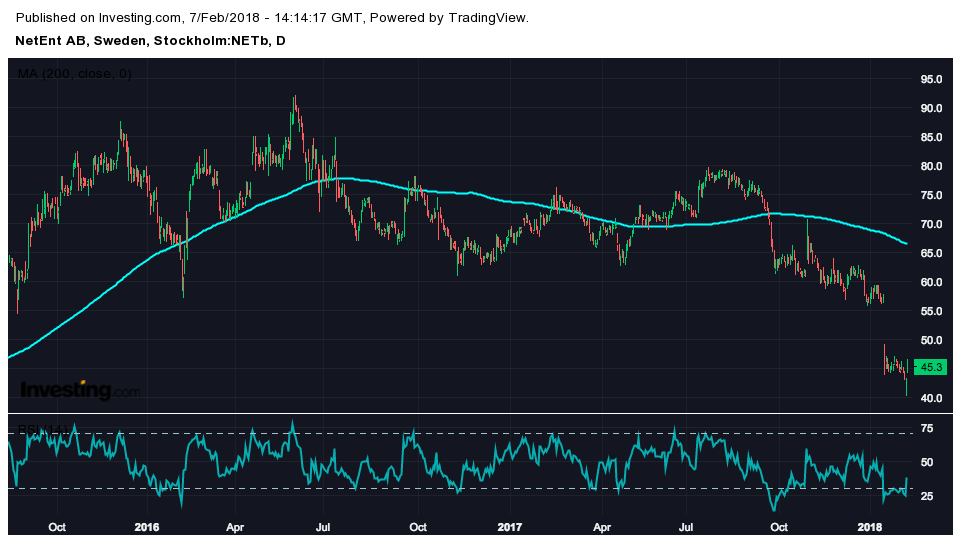 Published on Investing.com, 7/Feb/2018 - 14:14:17 GMT, Powered by TradingView.
NetEnt AB, Sweden, Stockholm:NETb, D
MA (200, close, 0)
95.0
90.0
85.0
80.0
75.0
70.0
65.0
60.0
55.0
50.0
45.3
40.0
Investing.com
RSI (14)
75
50
25
Oct 2016 Apr Jul Oct 2017 Apr Jul Oct 2018